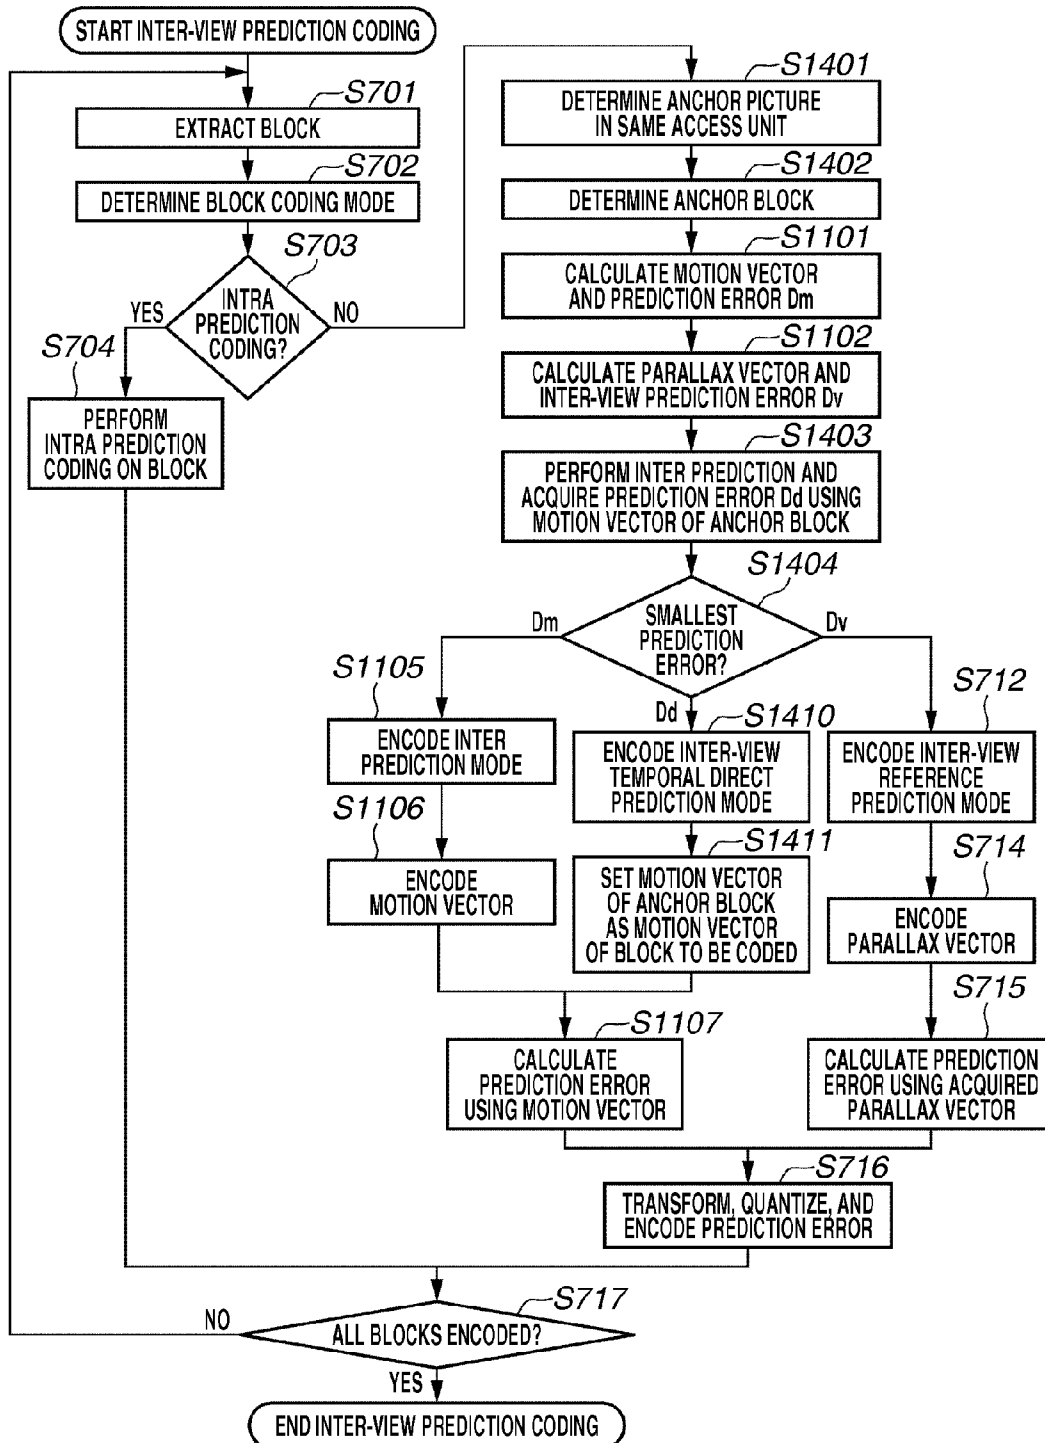 START INTER-VIEW PREDICTION CODING
S701
EXTRACT BLOCK
S702
DETERMINE BLOCK CODING MODE
S703
INTRA
PREDICTION
CODING?
YES
NO
S704
PERFORM
INTRA PREDICTION
CODING ON BLOCK
S1401
DETERMINE ANCHOR PICTURE
IN SAME ACCESS UNIT
S1402
DETERMINE ANCHOR BLOCK
S1101
CALCULATE MOTION VECTOR
AND PREDICTION ERROR Dm
S1102
CALCULATE PARALLAX VECTOR AND
INTER-VIEW PREDICTION ERROR Dv
S1403
PERFORM INTER PREDICTION AND
ACQUIRE PREDICTION ERROR Dd USING
MOTION VECTOR OF ANCHOR BLOCK
S1404
SMALLEST
PREDICTION
ERROR?
Dm
Dv
Dd
S1105
ENCODE INTER
PREDICTION MODE
S1106
ENCODE
MOTION VECTOR
S1410
ENCODE INTER-VIEW
TEMPORAL DIRECT
PREDICTION MODE
S1411
SET MOTION VECTOR
OF ANCHOR BLOCK
AS MOTION VECTOR
OF BLOCK TO BE CODED
S712
ENCODE INTER-VIEW
REFERENCE
PREDICTION MODE
S714
ENCODE
PARALLAX VECTOR
S715
CALCULATE PREDICTION
ERROR USING ACQUIRED
PARALLAX VECTOR
S1107
CALCULATE
PREDICTION ERROR
USING MOTION VECTOR
S716
TRANSFORM, QUANTIZE, AND
ENCODE PREDICTION ERROR
S717
ALL BLOCKS ENCODED?
NO
YES
END INTER-VIEW PREDICTION CODING